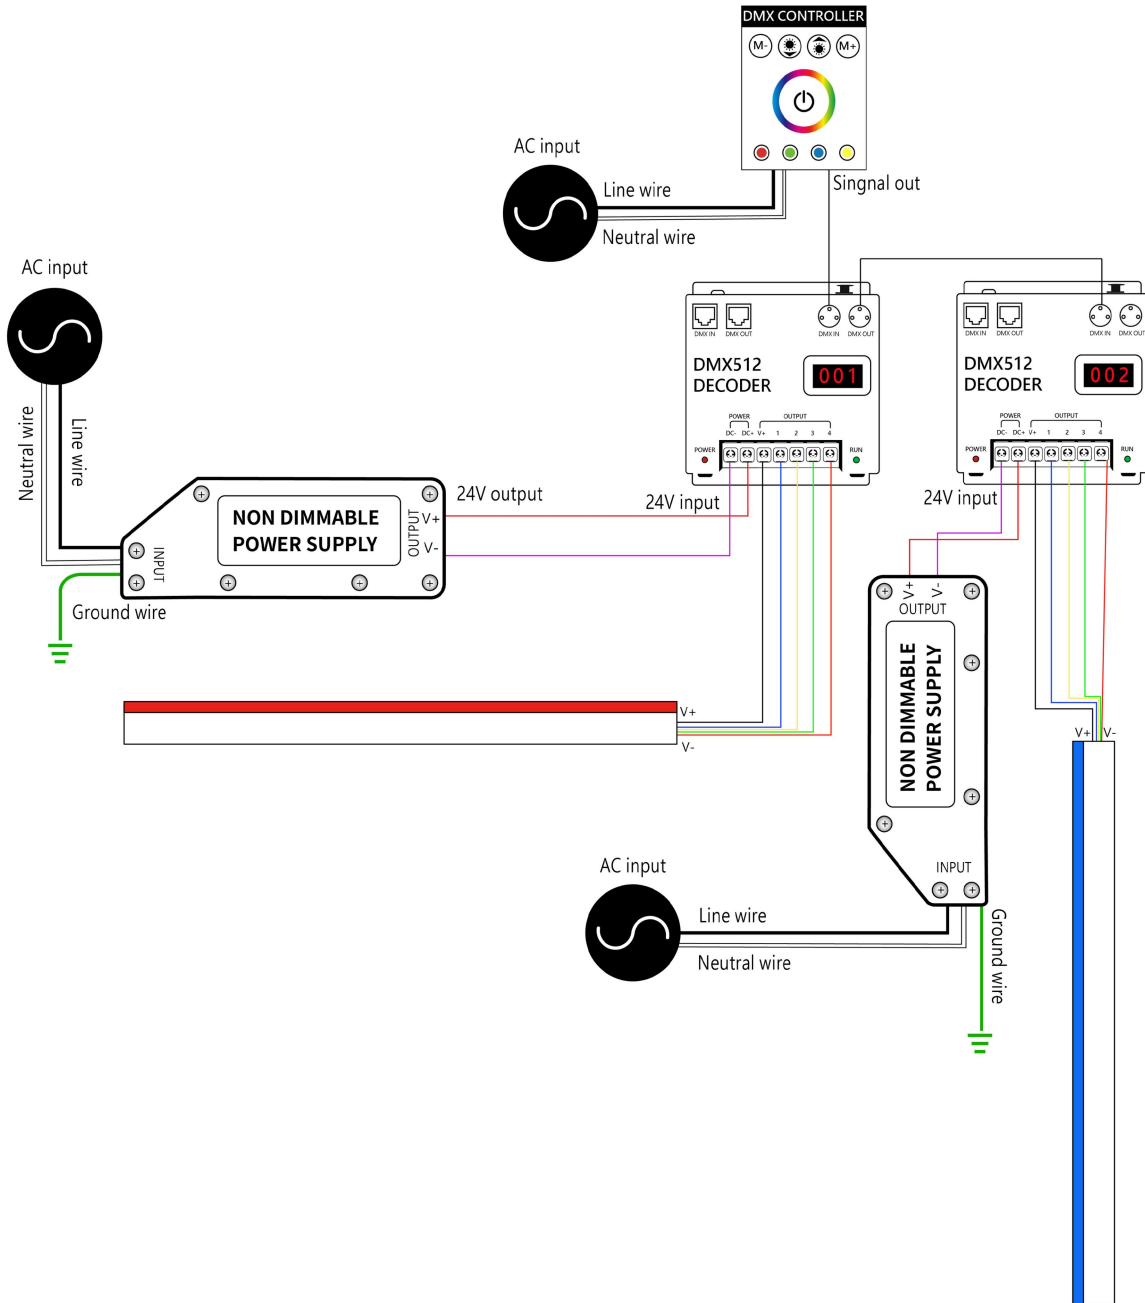 DMX CONTROLLER
M-
M+
AC input
Line wire
Neutral wire
Singnal out
AC input
Neutral wire
Line wire
Ground wire
INPUT
NON DIMMABLE
POWER SUPPLY
OUTPUT
V+
V-
24V output
24V input
DMX IN
DMX OUT
DMX IN
DMX OUT
DMX512
DECODER
001
POWER
OUTPUT
DC-
DC+
V+
1
2
3
4
POWER
RUN
DMX IN
DMX OUT
DMX IN
DMX OUT
DMX512
DECODER
002
POWER
OUTPUT
DC-
DC+
V+
1
2
3
4
POWER
RUN
24V input
V+
V-
OUTPUT
NON DIMMABLE
POWER SUPPLY
INPUT
V+
V-
V+
V-
AC input
Line wire
Neutral wire
Ground wire